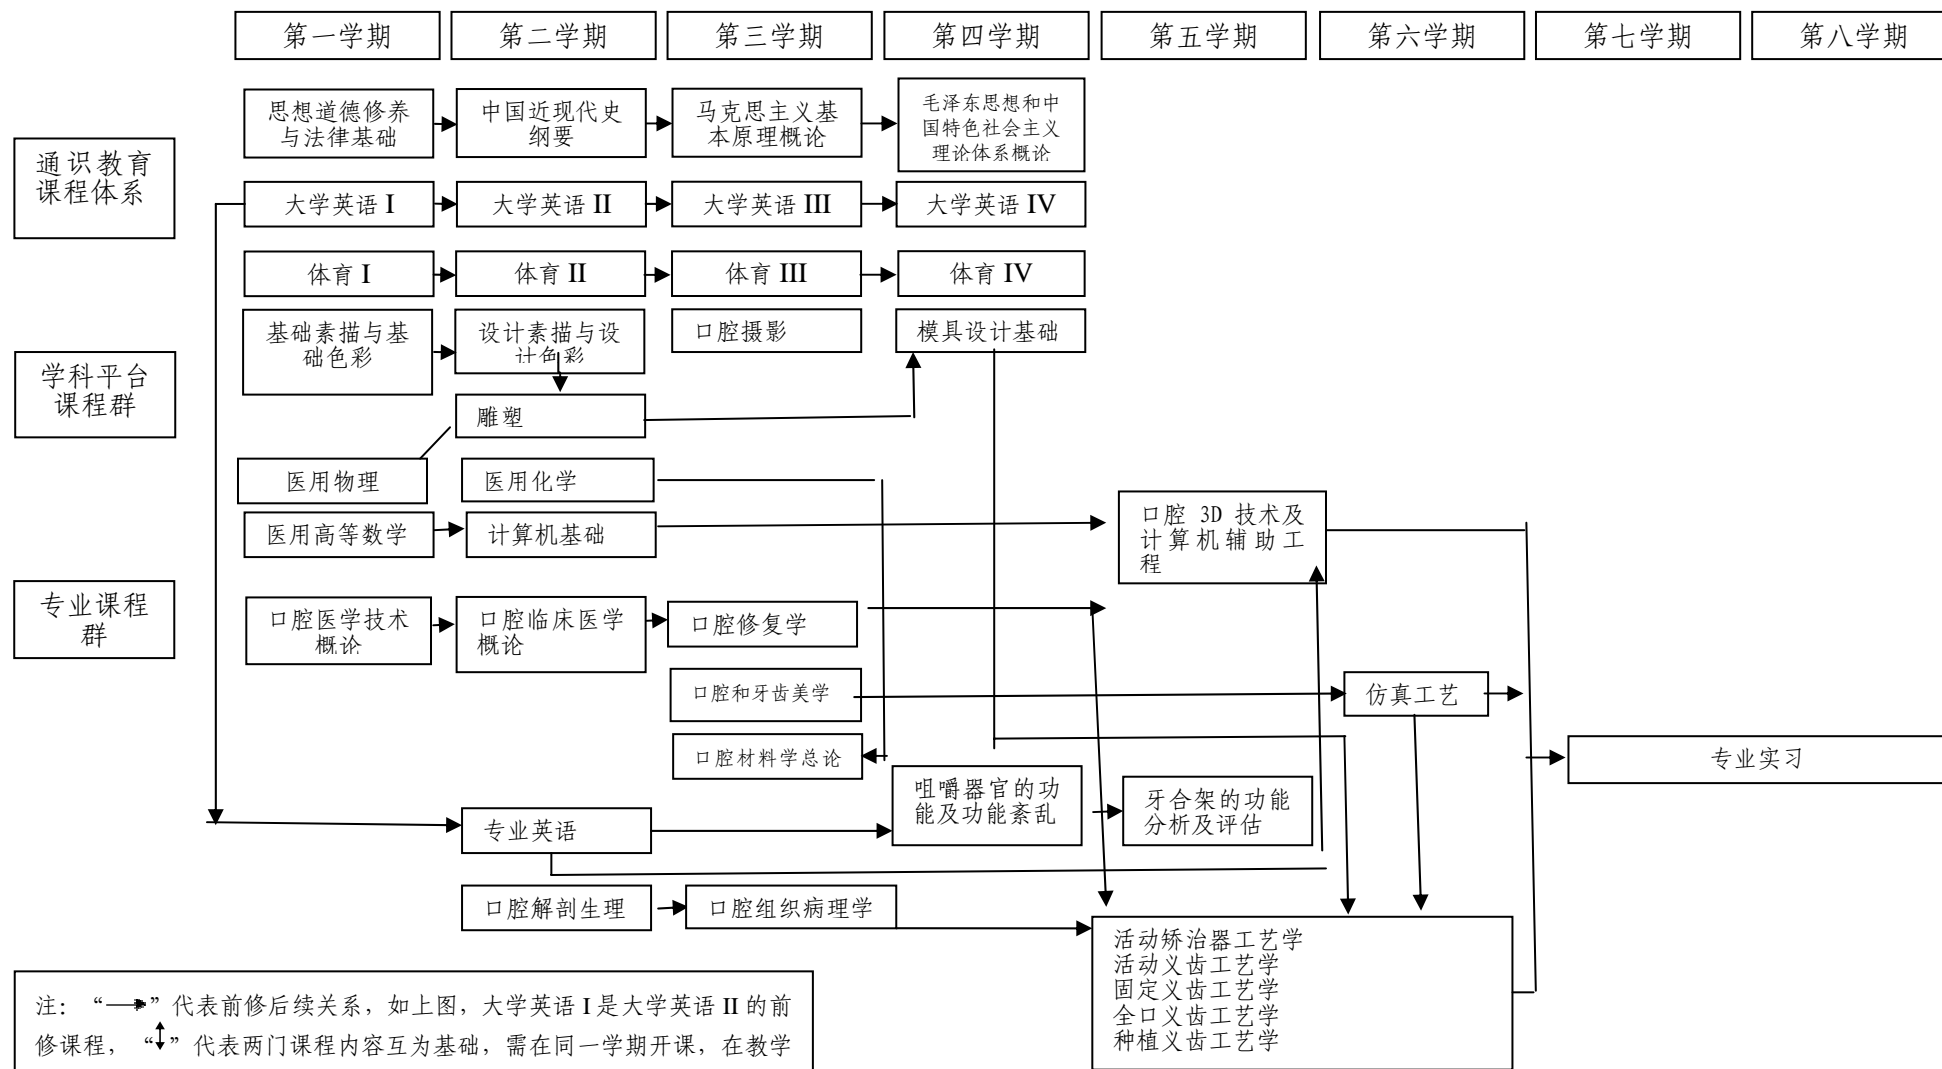 第一学期
第二学期
第三学期
第四学期
第五学期
第六学期
第七学期
第八学期
通识教育
课程体系
思想道德修养
与法律基础
中国近现代史
纲要
马克思主义基
本原理概论
毛泽东思想和中
国特色社会主义
理论体系概论
大学英语 I
大学英语 II
大学英语 III
大学英语 IV
体育 I
体育 II
体育 III
体育 IV
学科平台
课程群
基础素描与基
础色彩
设计素描与设
计色彩
口腔摄影
模具设计基础
雕塑
医用物理
医用化学
医用高等数学
计算机基础
口腔 3D 技术及
计算机辅助工
程
专业课程
群
口腔医学技术
概论
口腔临床医学
概论
口腔修复学
口腔和牙齿美学
仿真工艺
口腔材料学总论
专业实习
咀嚼器官的功
能及功能紊乱
牙合架的功能
分析及评估
专业英语
口腔解剖生理
口腔组织病理学
活动矫治器工艺学
活动义齿工艺学
固定义齿工艺学
全口义齿工艺学
种植义齿工艺学
注：“→”代表前修后续关系，如上图，大学英语 I 是大学英语 II 的前
修课程，“↕”代表两门课程内容互为基础，需在同一学期开课，在教学